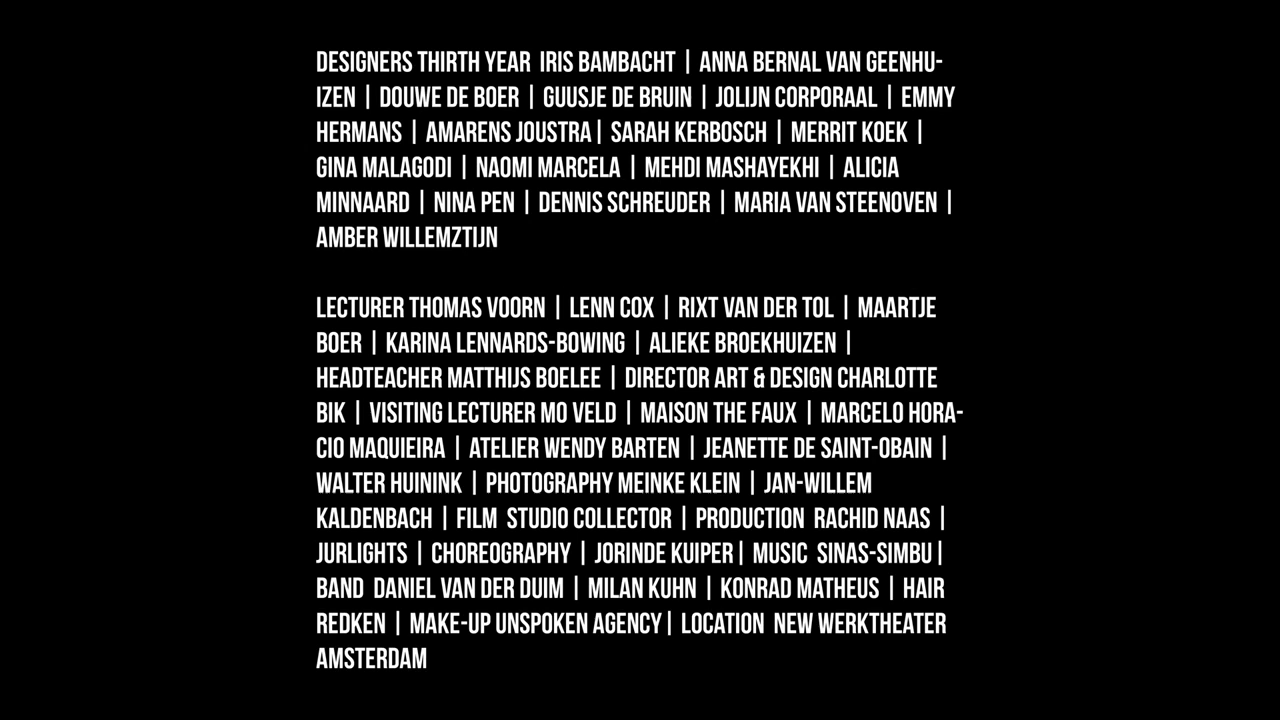 DESIGNERS THIRTH YEAR IRIS BAMBACHT | ANNA BERNAL VAN GEENHU-
IZEN | DOUWE DE BOER | GUUSJE DE BRUIN | JOLIJN CORPORAAL | EMMY
HERMANS | AMARENS JOUSTRA | SARAH KERBOSCH | MERRIT KOEK |
GINA MALAGODI | NAOMI MARCELA | MEHDI MASHAYEKHI | ALICIA
MINNAARD | NINA PEN | DENNIS SCHREUDER | MARIA VAN STEENOVEN |
AMBER WILLEMZTIJN
LECTURER THOMAS VOORN | LENN COX | RIXT VAN DER TOL | MAARTJE
BOER | KARINA LENNARDS-BOWING | ALIEKE BROEKHUIZEN |
HEADTEACHER MATTHIJS BOELEE | DIRECTOR ART & DESIGN CHARLOTTE
BIK | VISITING LECTURER MO VELD | MAISON THE FAUX | MARCELO HORA-
CIO MAQUIEIRA | ATELIER WENDY BARTEN | JEANETTE DE SAINT-OBAIN |
WALTER HUININK | PHOTOGRAPHY MEINKE KLEIN | JAN-WILLEM
KALDENBACH | FILM STUDIO COLLECTOR | PRODUCTION RACHID NAAS |
JURLIGHTS | CHOREOGRAPHY | JORINDE KUIPER | MUSIC SINAS-SIMBU |
BAND DANIEL VAN DER DUIM | MILAN KUHN | KONRAD MATHEUS | HAIR
REDKEN | MAKE-UP UNSPOKEN AGENCY | LOCATION NEW WERKTHEATER
AMSTERDAM